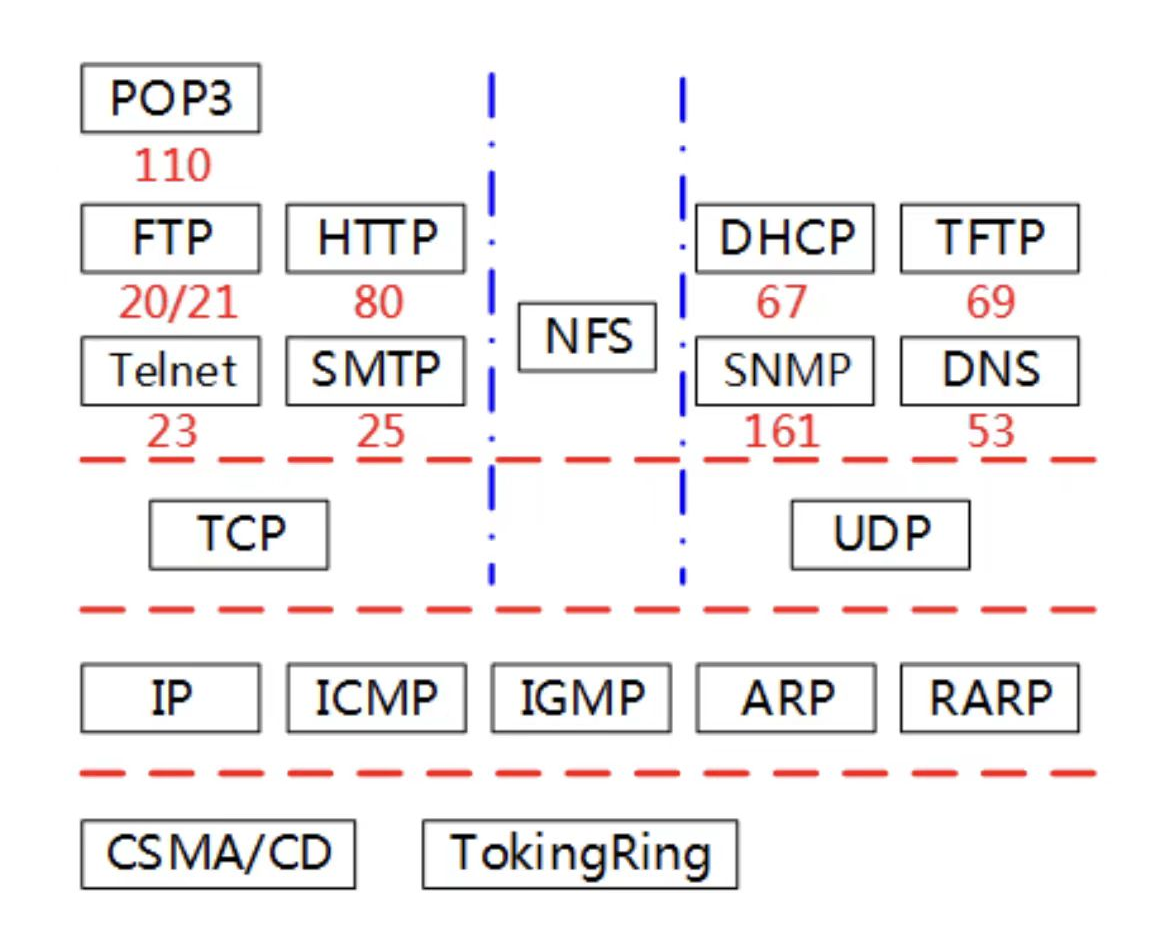 POP3
110
FTP HTTP DHCP TFTP
20/21 80 67 69
NFS
Telnet SMTP SNMP DNS
23 25 161 53
TCP UDP
IP ICMP IGMP ARP RARP
CSMA/CD TokingRing